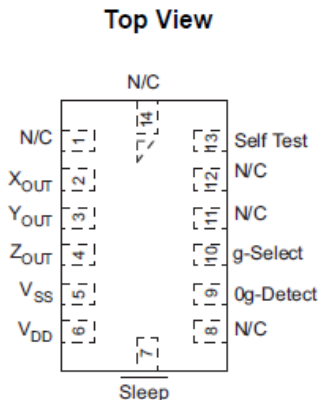 Top View
N/C
14
N/C 1 13 Self Test
XOUT 2 12 N/C
YOUT 3 11 N/C
ZOUT 4 10 g-Select
VSS 5 9 0g-Detect
VDD 6 8 N/C
7
Sleep